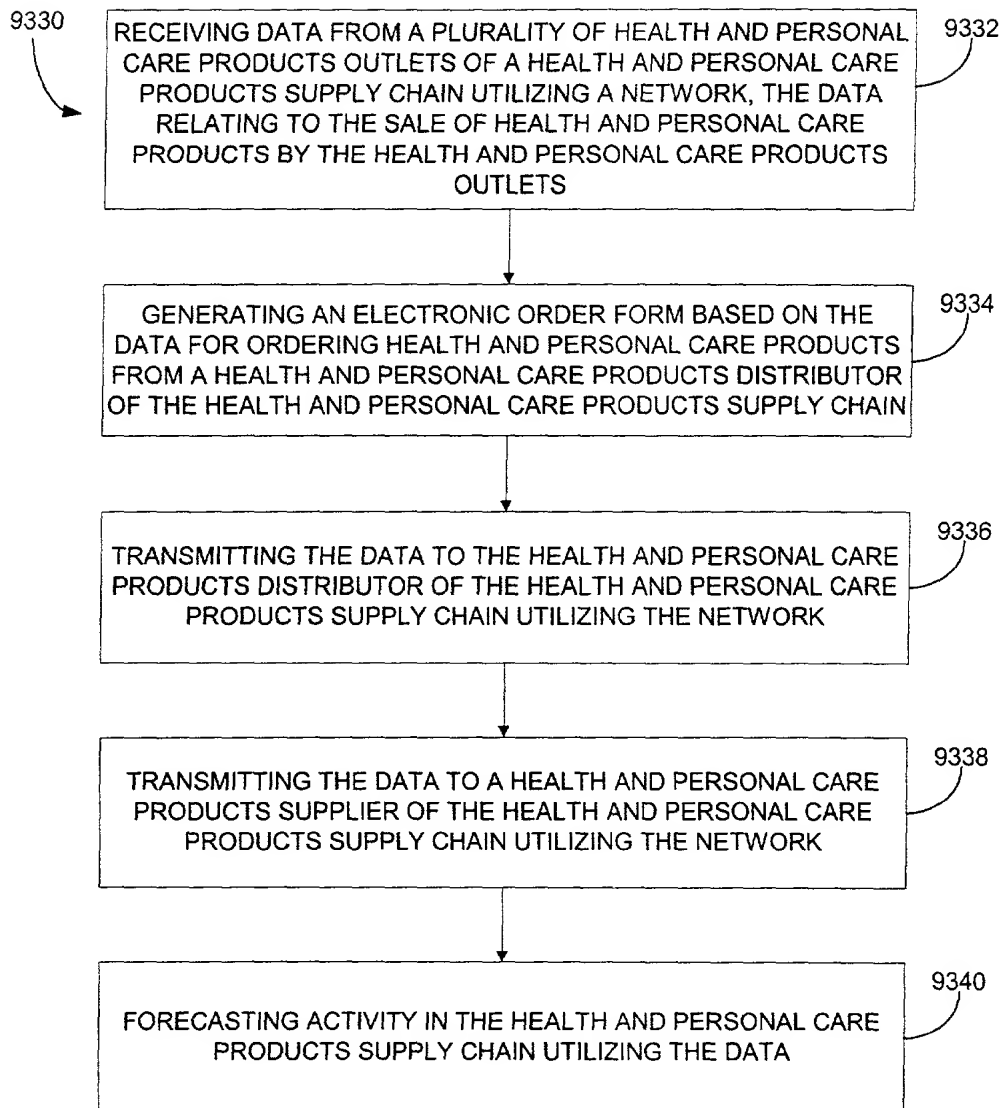 9330
RECEIVING DATA FROM A PLURALITY OF HEALTH AND PERSONAL
CARE PRODUCTS OUTLETS OF A HEALTH AND PERSONAL CARE
PRODUCTS SUPPLY CHAIN UTILIZING A NETWORK, THE DATA
RELATING TO THE SALE OF HEALTH AND PERSONAL CARE
PRODUCTS BY THE HEALTH AND PERSONAL CARE PRODUCTS
OUTLETS
9332
GENERATING AN ELECTRONIC ORDER FORM BASED ON THE
DATA FOR ORDERING HEALTH AND PERSONAL CARE PRODUCTS
FROM A HEALTH AND PERSONAL CARE PRODUCTS DISTRIBUTOR
OF THE HEALTH AND PERSONAL CARE PRODUCTS SUPPLY CHAIN
9334
TRANSMITTING THE DATA TO THE HEALTH AND PERSONAL CARE
PRODUCTS DISTRIBUTOR OF THE HEALTH AND PERSONAL CARE
PRODUCTS SUPPLY CHAIN UTILIZING THE NETWORK
9336
TRANSMITTING THE DATA TO A HEALTH AND PERSONAL CARE
PRODUCTS SUPPLIER OF THE HEALTH AND PERSONAL CARE
PRODUCTS SUPPLY CHAIN UTILIZING THE NETWORK
9338
FORECASTING ACTIVITY IN THE HEALTH AND PERSONAL CARE
PRODUCTS SUPPLY CHAIN UTILIZING THE DATA
9340